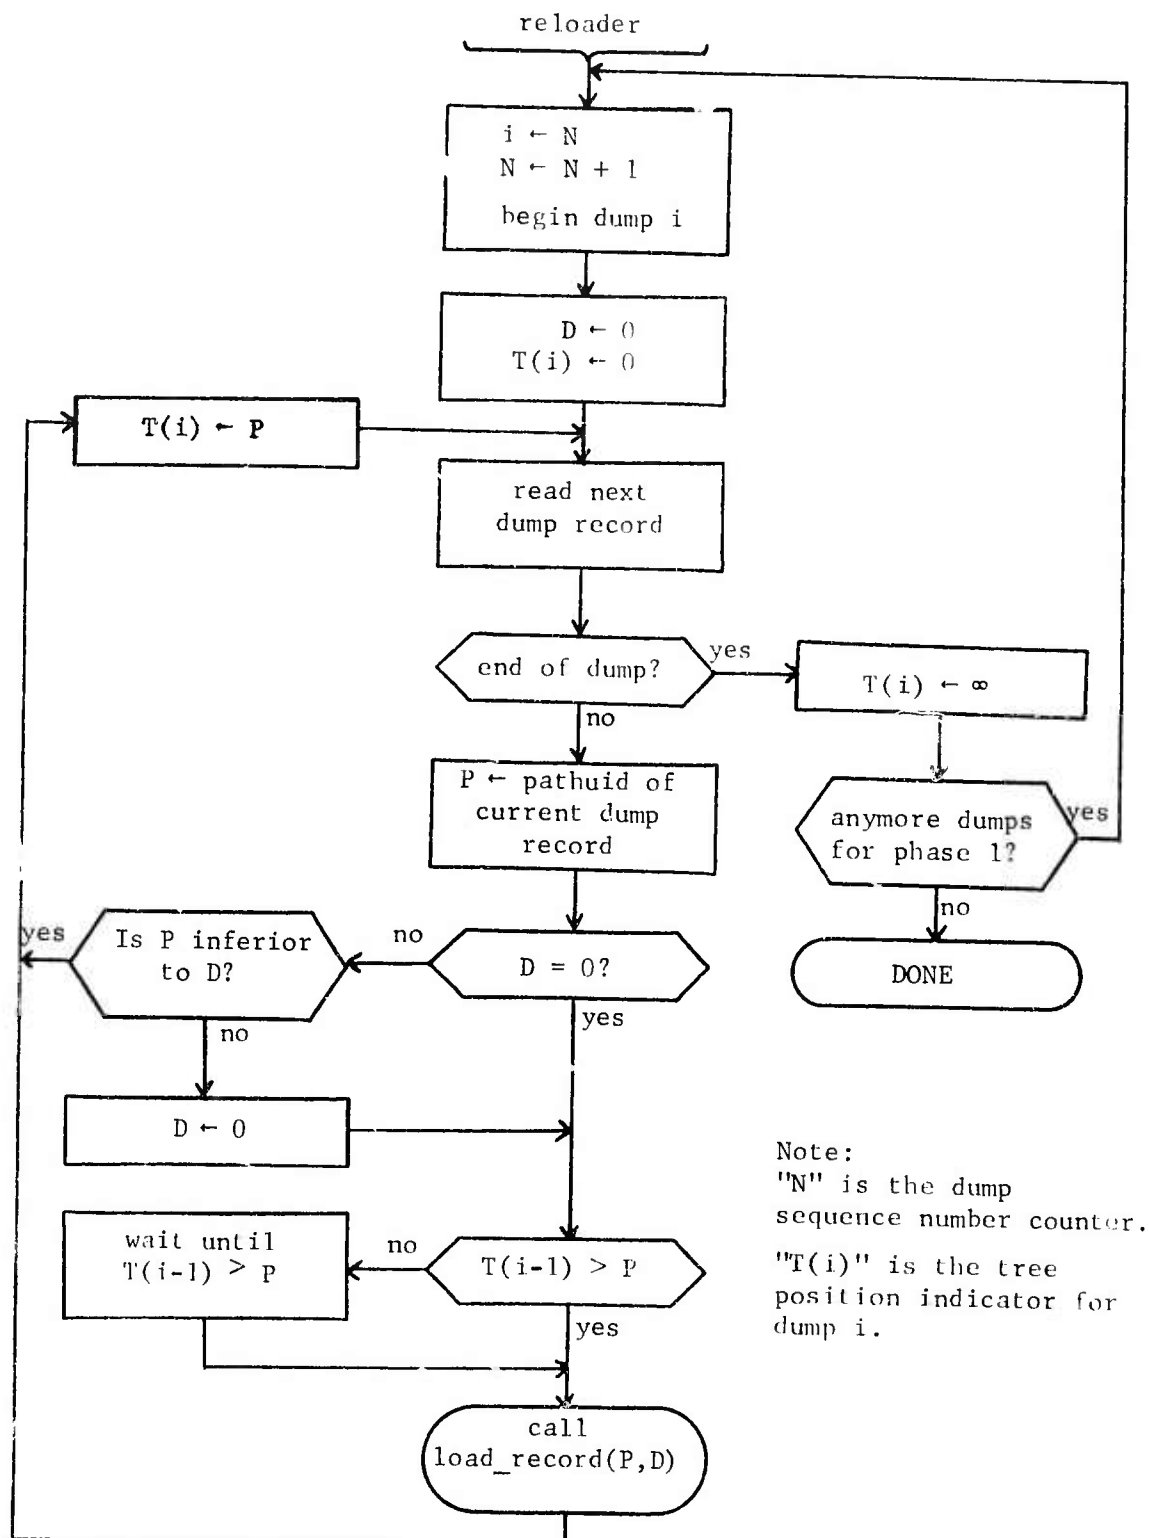 reloader
i ← N
N ← N + 1
begin dump i
D ← 0
T(i) ← 0
T(i) ← P
read next
dump record
end of dump?
yes
no
T(i) ← ∞
P ← pathuid of
current dump
record
anymore dumps
for phase 1?
yes
no
DONE
D = 0?
no
yes
Is P inferior
to D?
yes
no
D ← 0
T(i-1) > P
no
yes
wait until
T(i-1) > P
call
load_record(P,D)
Note:
"N" is the dump
sequence number counter.
"T(i)" is the tree
position indicator for
dump i.